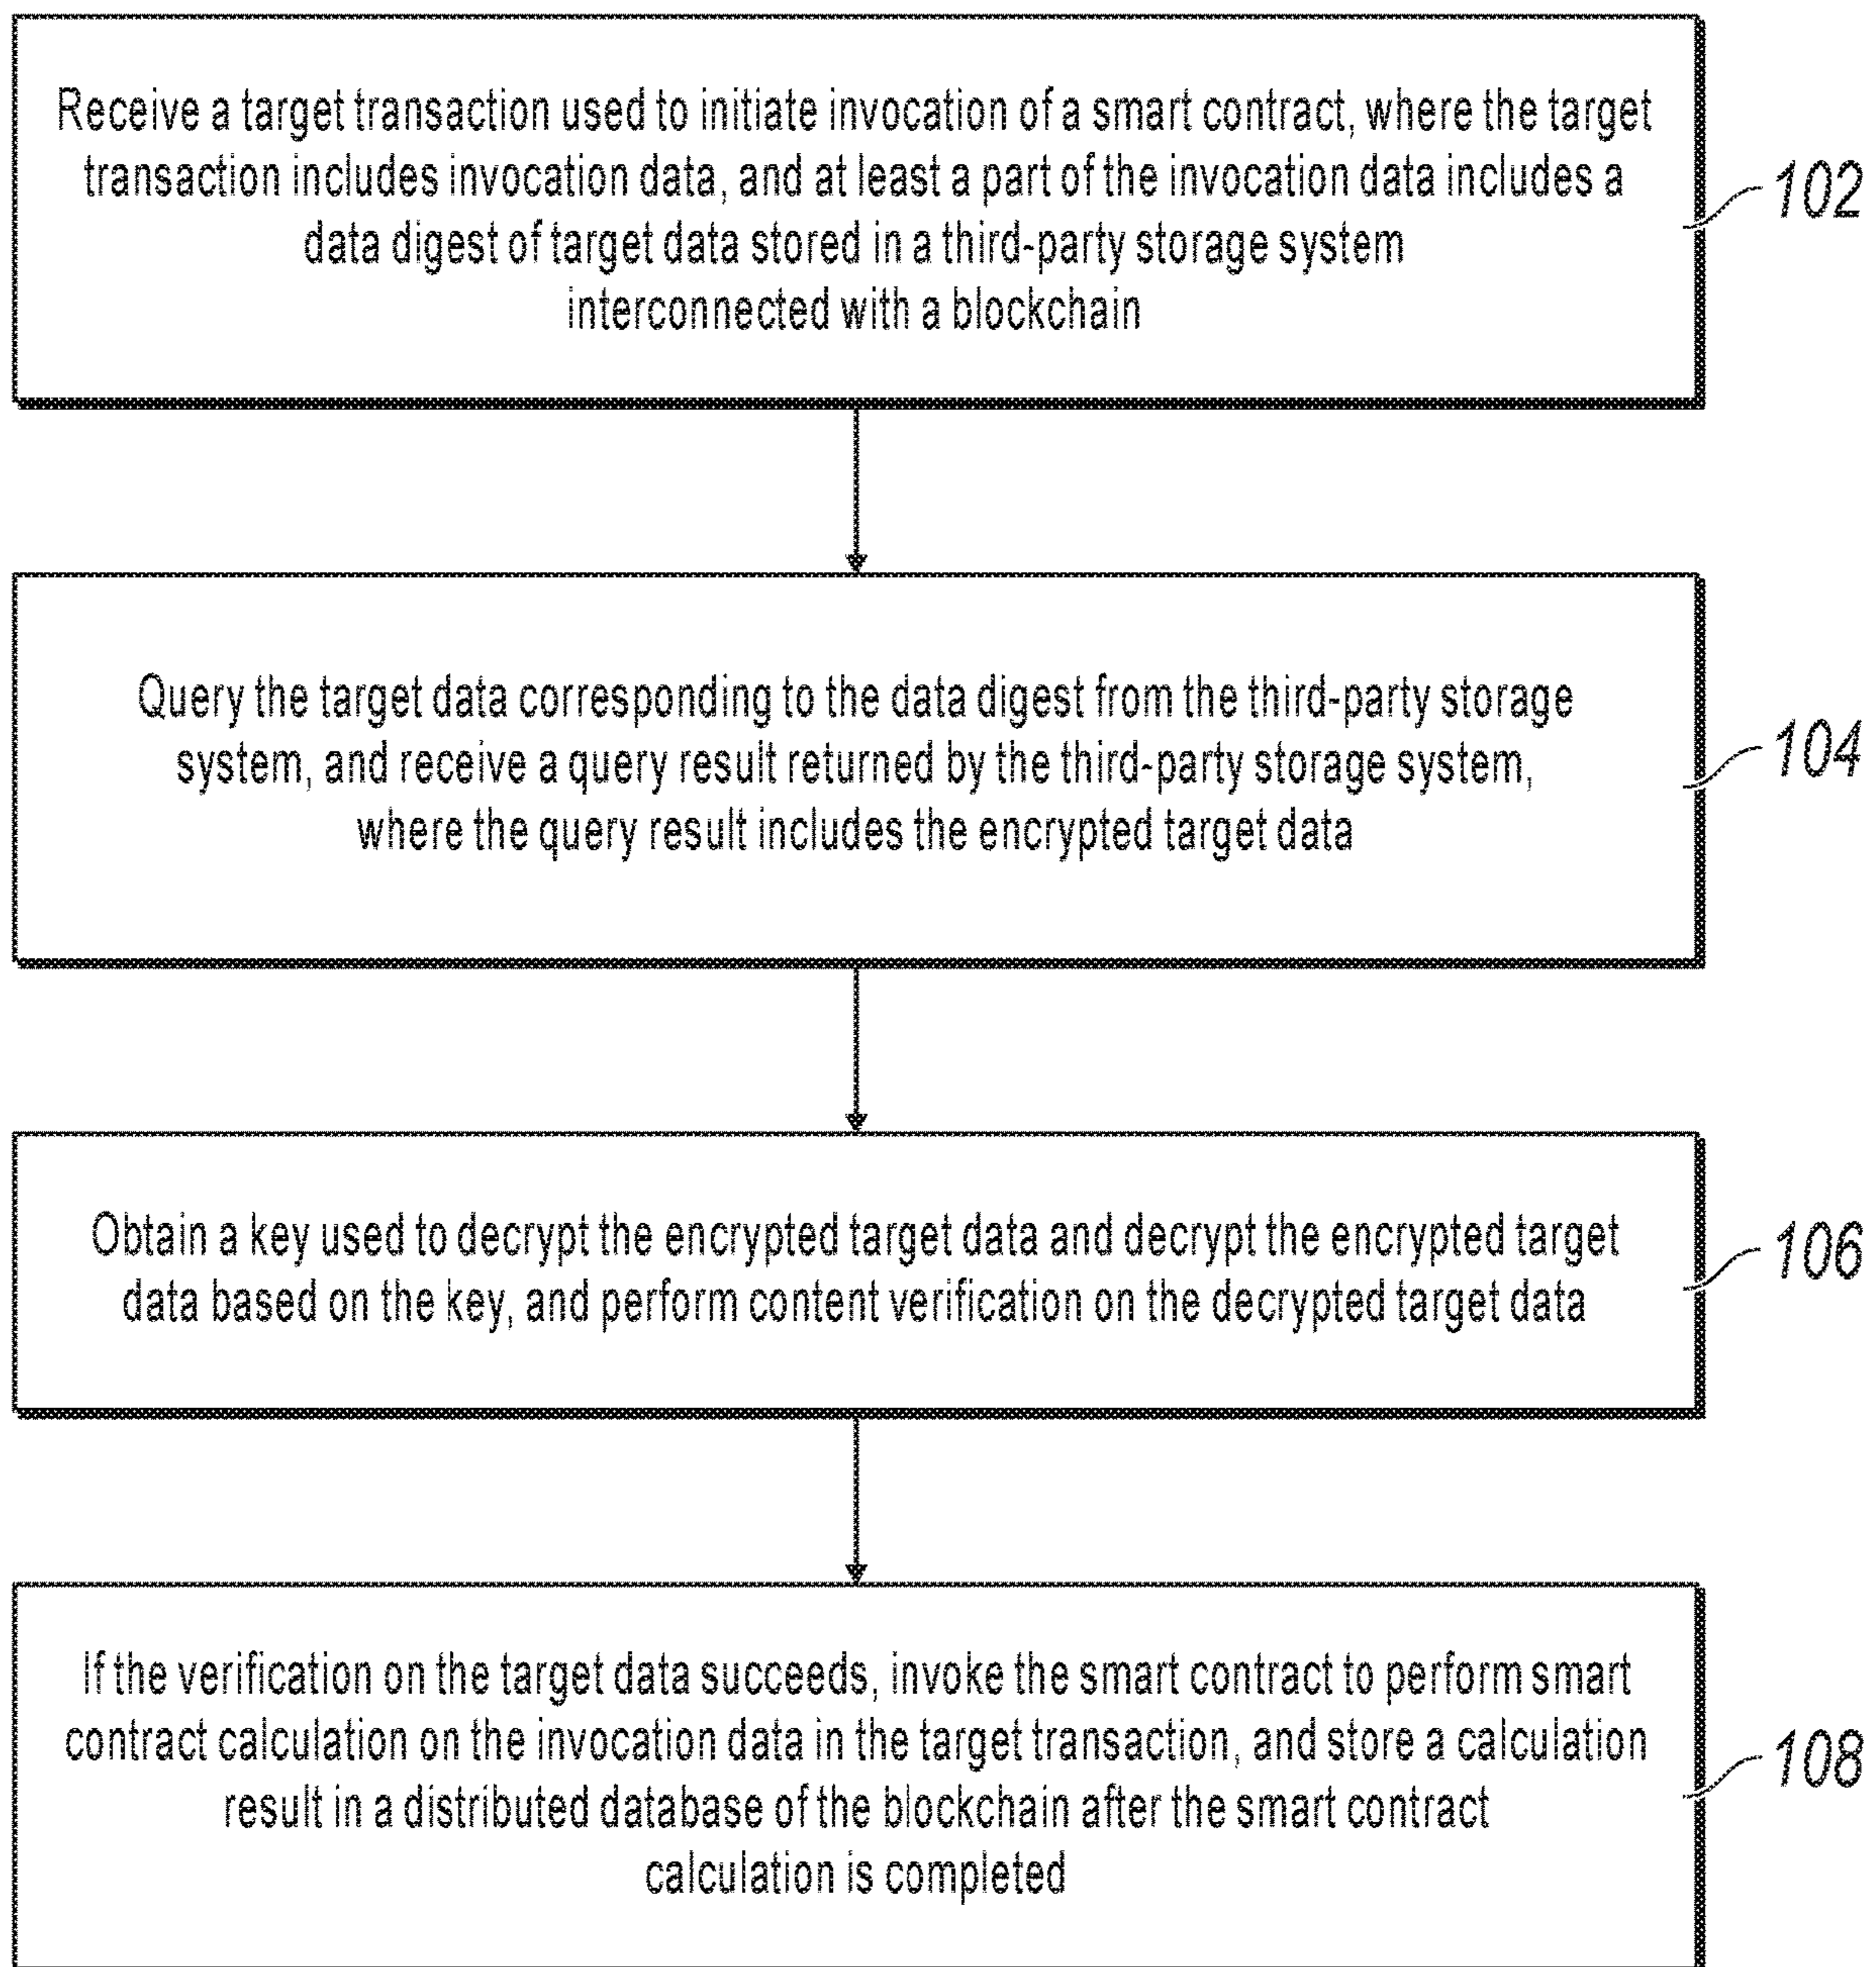 Receive a target transaction used to initiate invocation of a smart contract, where the target
transaction includes invocation data, and at least a part of the invocation data includes a
data digest of target data stored in a third-party storage system
interconnected with a blockchain
102
Query the target data corresponding to the data digest from the third-party storage
system, and receive a query result returned by the third-party storage system,
where the query result includes the encrypted target data
104
Obtain a key used to decrypt the encrypted target data and decrypt the encrypted target
data based on the key, and perform content verification on the decrypted target data
106
If the verification on the target data succeeds, invoke the smart contract to perform smart
contract calculation on the invocation data in the target transaction, and store a calculation
result in a distributed database of the blockchain after the smart contract
calculation is completed
108